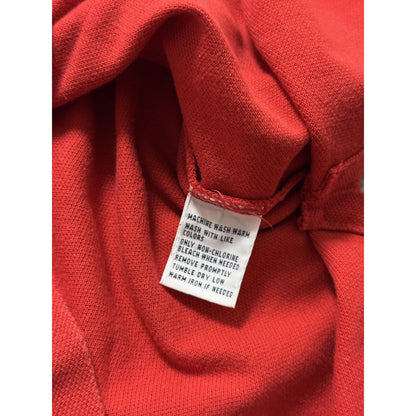 MACHINE WASH WARM
WASH WITH LIKE
COLORS
ONLY NON-CHLORINE
BLEACH WHEN NEEDED
REMOVE PROMPTLY
TUMBLE DRY LOW
WARM IRON IF NEEDED